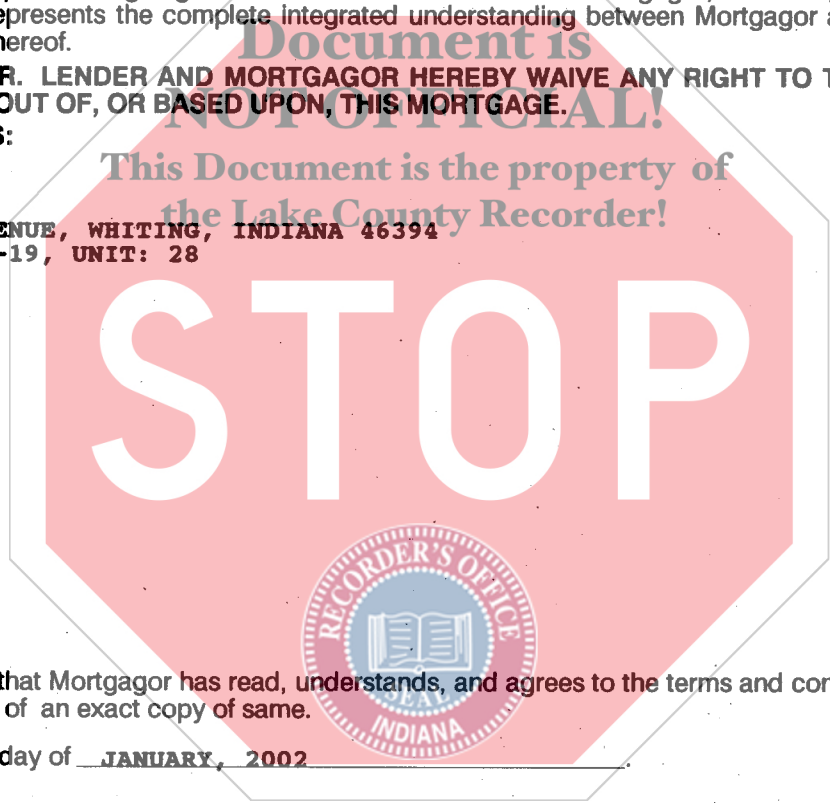 epresents the complete integrated understanding between Mortgagor
Document is
hereof.
R. LENDER AND MORTGAGOR HEREBY WAIVE ANY RIGHT TO T
OUT OF, OR BASED UPON, THIS MORTGAGE.
NOT OFFICIAL!
S:
This Document is the property of
the Lake County Recorder!
ENUE, WHITING, INDIANA 46394
-19, UNIT: 28
STOP
RECORDER'S OFFICE
SEAL
INDIANA
that Mortgagor has read, understands, and agrees to the terms and con
of an exact copy of same.
day of JANUARY, 2002.